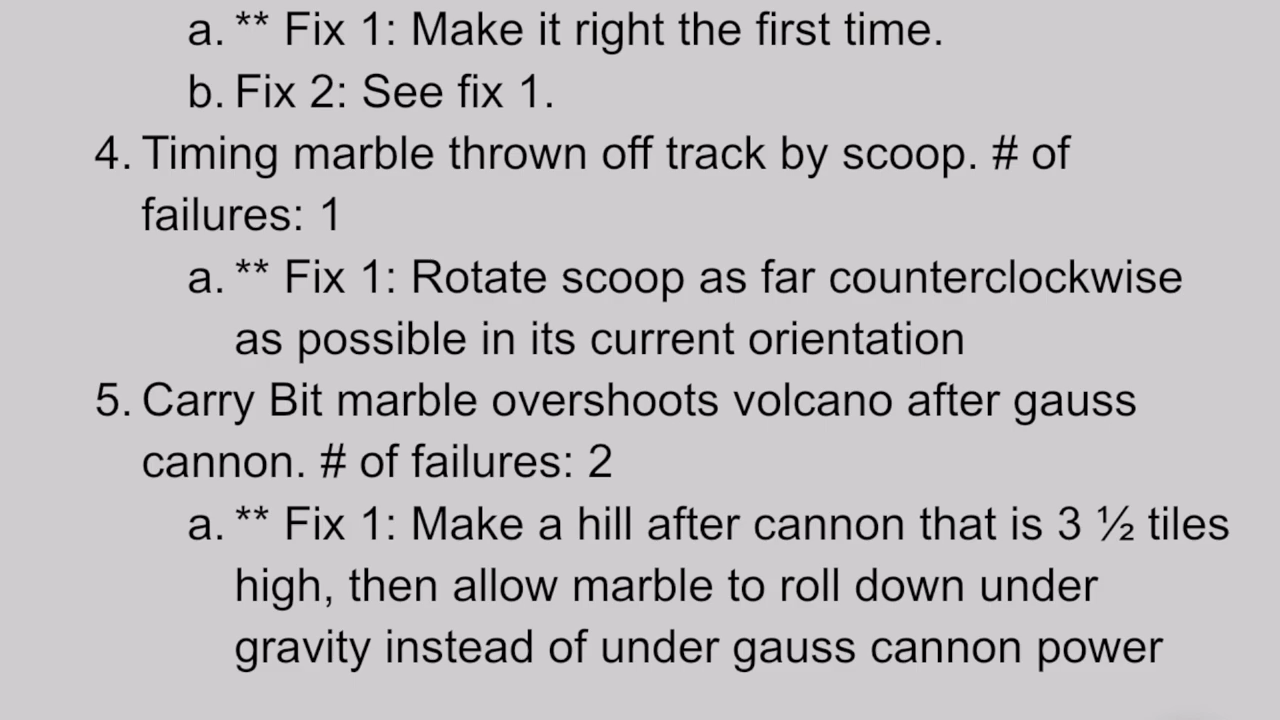 a. ** Fix 1: Make it right the first time.
b. Fix 2: See fix 1.
4. Timing marble thrown off track by scoop. # of
failures: 1
a. ** Fix 1: Rotate scoop as far counterclockwise
as possible in its current orientation
5. Carry Bit marble overshoots volcano after gauss
cannon. # of failures: 2
a. ** Fix 1: Make a hill after cannon that is 3 ½ tiles
high, then allow marble to roll down under
gravity instead of under gauss cannon power